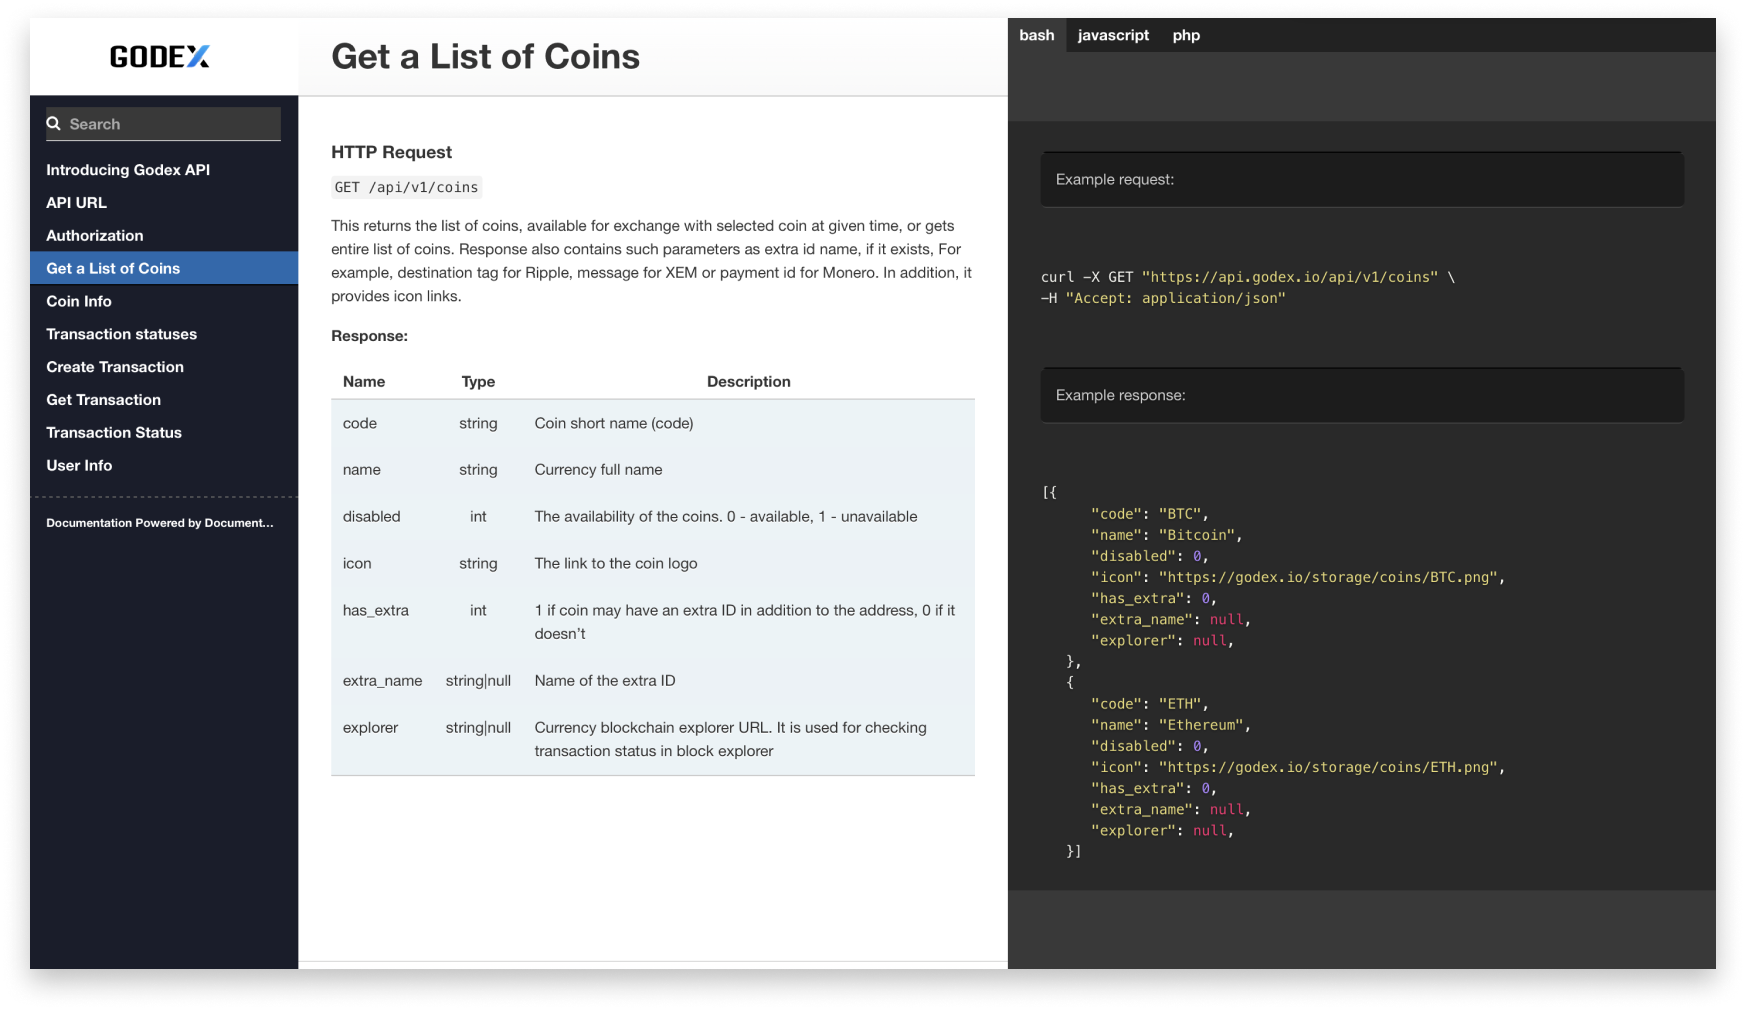 GODEX
Search
Introducing Godex API
API URL
Authorization
Get a List of Coins
Coin Info
Transaction statuses
Create Transaction
Get Transaction
Transaction Status
User Info
Documentation Powered by Document...
Get a List of Coins
HTTP Request
GET /api/v1/coins
This returns the list of coins, available for exchange with selected coin at given time, or gets
entire list of coins. Response also contains such parameters as extra id name, if it exists, For
example, destination tag for Ripple, message for XEM or payment id for Monero. In addition, it
provides icon links.
Response:
Name Type Description
code string Coin short name (code)
name string Currency full name
disabled int The availability of the coins. 0 - available, 1 - unavailable
icon string The link to the coin logo
has_extra int 1 if coin may have an extra ID in addition to the address, 0 if it
doesn’t
extra_name string|null Name of the extra ID
explorer string|null Currency blockchain explorer URL. It is used for checking
transaction status in block explorer
bash javascript php
Example request:
curl -X GET "https://api.godex.io/api/v1/coins" \
-H "Accept: application/json"
Example response:
[{
"code": "BTC",
"name": "Bitcoin",
"disabled": 0,
"icon": "https://godex.io/storage/coins/BTC.png",
"has_extra": 0,
"extra_name": null,
"explorer": null,
},
{
"code": "ETH",
"name": "Ethereum",
"disabled": 0,
"icon": "https://godex.io/storage/coins/ETH.png",
"has_extra": 0,
"extra_name": null,
"explorer": null,
}]